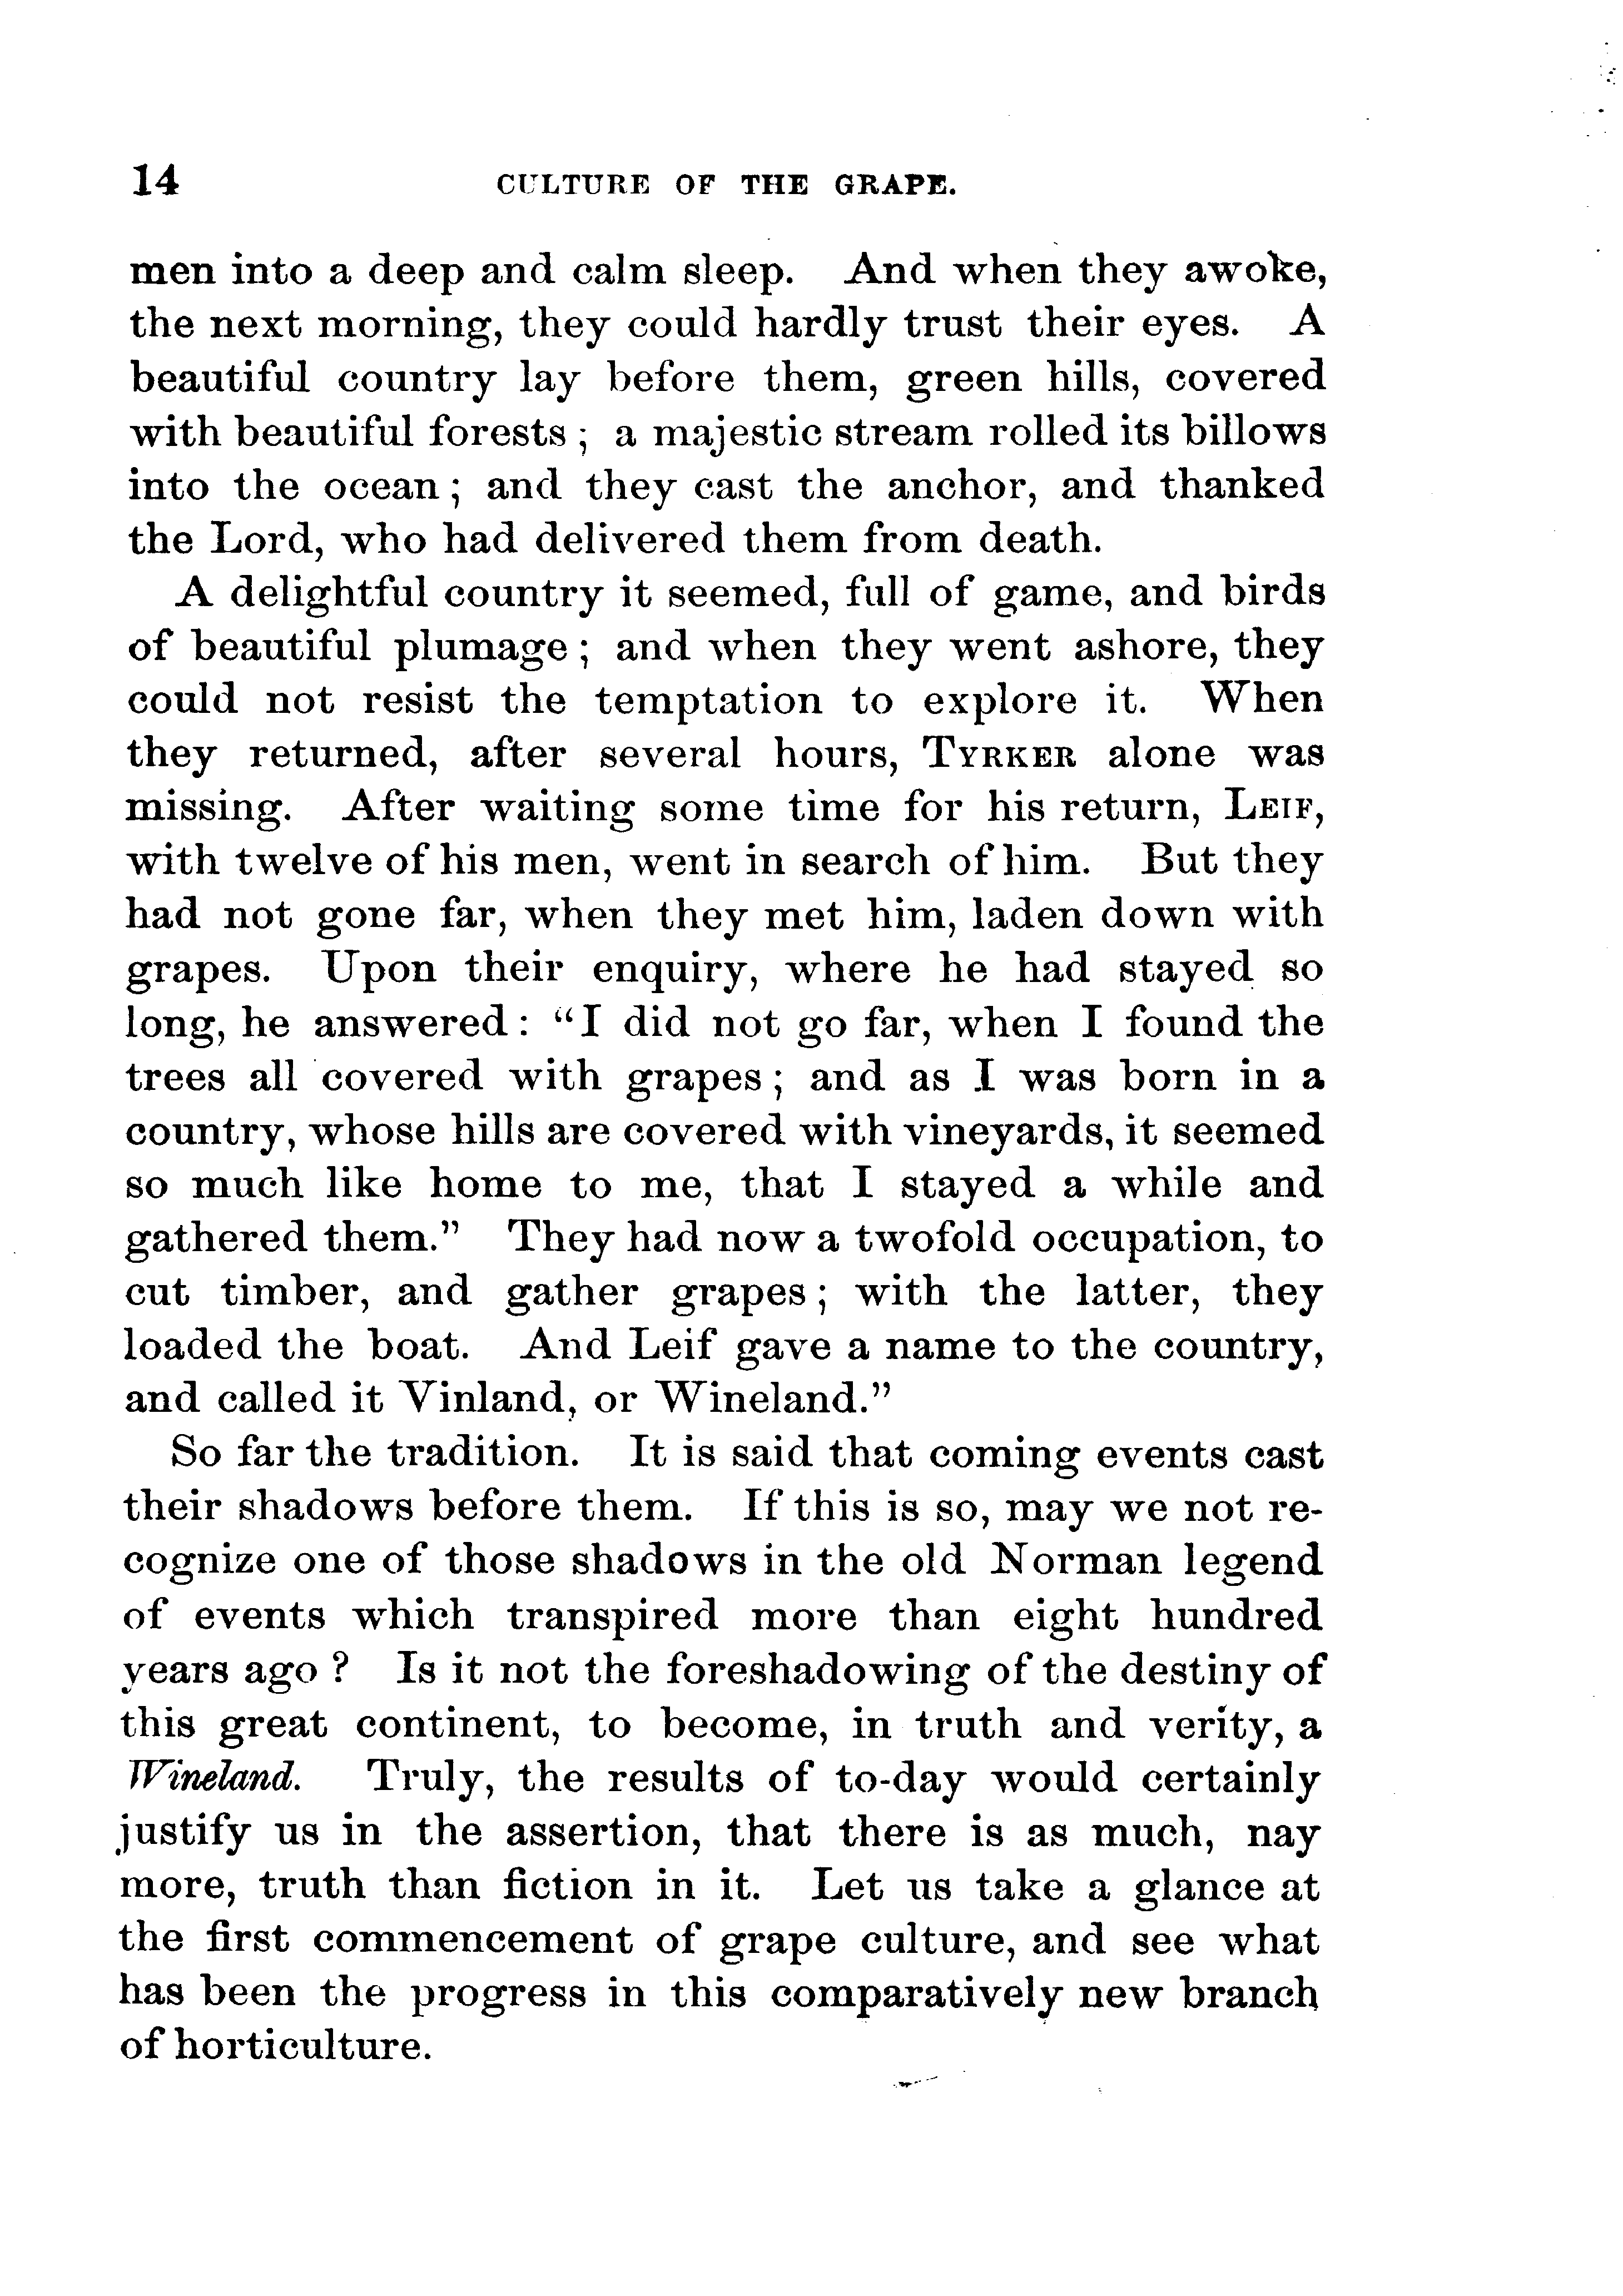 14 CULTURE OF THE GRAPE.
men into a deep and calm sleep. And when they awoke,
the next morning, they could hardly trust their eyes. A
beautiful country lay before them, green hills, covered
with beautiful forests ; a majestic stream rolled its billows
into the ocean ; and they cast the anchor, and thanked
the Lord, who had delivered them from death.
A delightful country it seemed, full of game, and birds
of beautiful plumage ; and when they went ashore, they
could not resist the temptation to explore it. When
they returned, after several hours, TYRKER alone was
missing. After waiting some time for his return, LEIF,
with twelve of his men, went in search of him. But they
had not gone far, when they met him, laden down with
grapes. Upon their enquiry, where he had stayed so
long, he answered : “I did not go far, when I found the
trees all covered with grapes ; and as I was born in a
country, whose hills are covered with vineyards, it seemed
so much like home to me, that I stayed a while and
gathered them.” They had now a twofold occupation, to
cut timber, and gather grapes ; with the latter, they
loaded the boat. And Leif gave a name to the country,
and called it Vinland, or Wineland.”
So far the tradition. It is said that coming events cast
their shadows before them. If this is so, may we not re-
cognize one of those shadows in the old Norman legend
of events which transpired more than eight hundred
years ago ? Is it not the foreshadowing of the destiny of
this great continent, to become, in truth and verity, a
Wineland. Truly, the results of to-day would certainly
justify us in the assertion, that there is as much, nay
more, truth than fiction in it. Let us take a glance at
the first commencement of grape culture, and see what
has been the progress in this comparatively new branch
of horticulture.